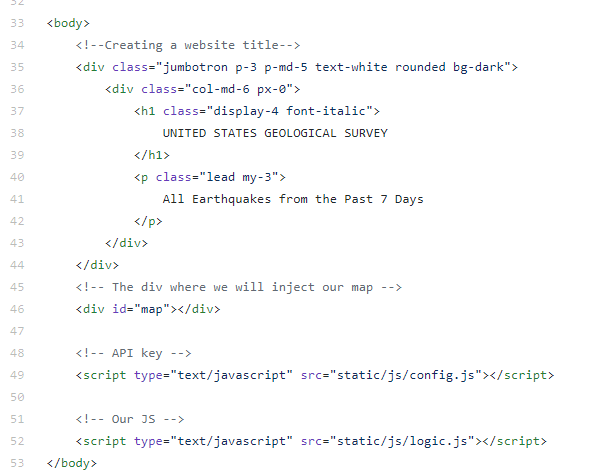 32
33 <body>
34     <!--Creating a website title-->
35     <div class="jumbotron p-3 p-md-5 text-white rounded bg-dark">
36         <div class="col-md-6 px-0">
37             <h1 class="display-4 font-italic">
38                 UNITED STATES GEOLOGICAL SURVEY
39             </h1>
40             <p class="lead my-3">
41                 All Earthquakes from the Past 7 Days
42             </p>
43         </div>
44     </div>
45     <!-- The div where we will inject our map -->
46     <div id="map"></div>
47
48     <!-- API key -->
49     <script type="text/javascript" src="static/js/config.js"></script>
50
51     <!-- Our JS -->
52     <script type="text/javascript" src="static/js/logic.js"></script>
53 </body>